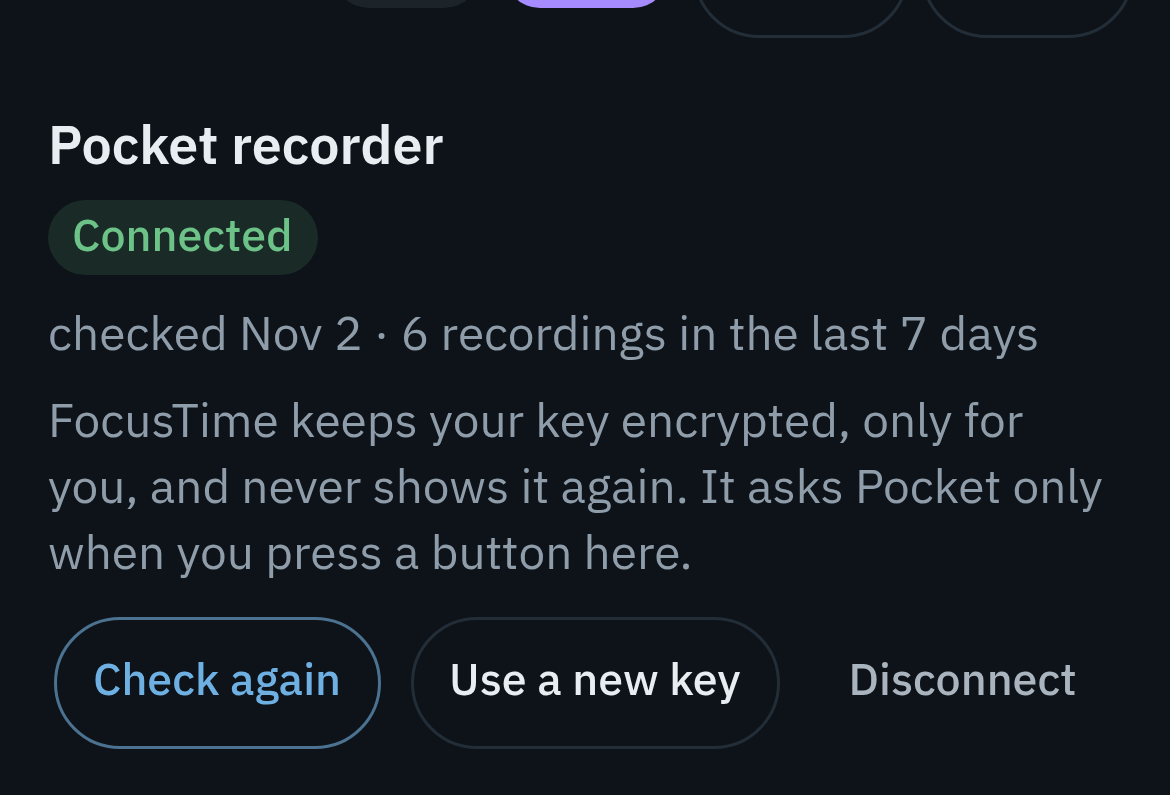 Pocket recorder
Connected
checked Nov 2 · 6 recordings in the last 7 days
FocusTime keeps your key encrypted, only for
you, and never shows it again. It asks Pocket only
when you press a button here.
Check again
Use a new key
Disconnect